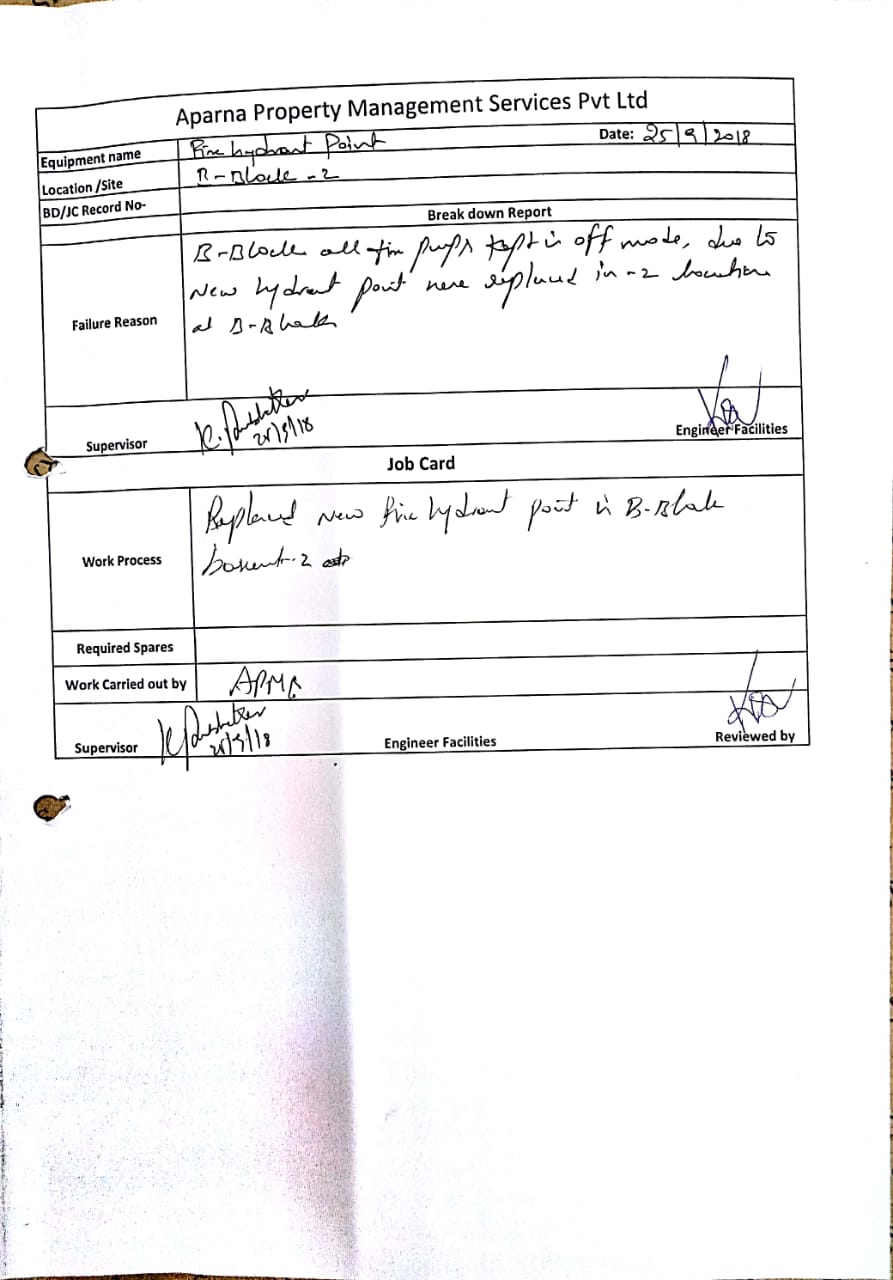 Aparna Property Management Services Pvt Ltd
Equipment name Fire hydrant Point Date: 25/9/2018
Location /Site B-Block -2
BD/JC Record No-
Break down Report
B-Block all fire pumps kept in off mode, due to
New hydrant point were replaced in -2 location
Failure Reason at B-Block
Supervisor 25/9/18 Engineer Facilities
Job Card
Replaced New fire hydrant point in B-Block
Work Process basement-2
Required Spares
Work Carried out by APMS
Supervisor 25/9/18 Engineer Facilities Reviewed by